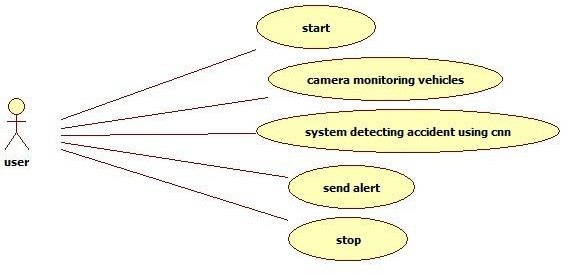 start
camera monitoring vehicles
system detecting accident using cnn
user
send alert
stop